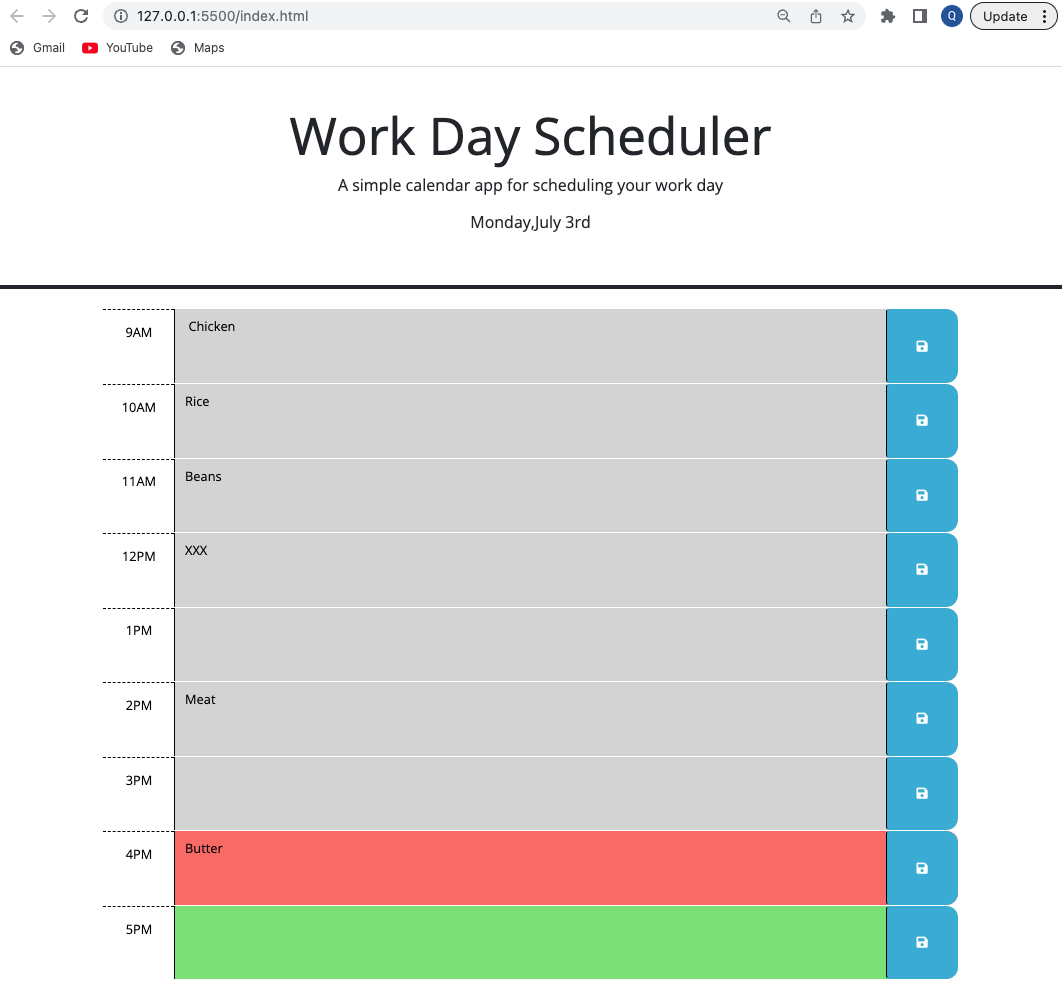 127.0.0.1:5500/index.html
Q
Update
Gmail
YouTube
Maps
Work Day Scheduler
A simple calendar app for scheduling your work day
Monday,July 3rd
9AM Chicken
10AM Rice
11AM Beans
12PM XXX
1PM
2PM Meat
3PM
4PM Butter
5PM